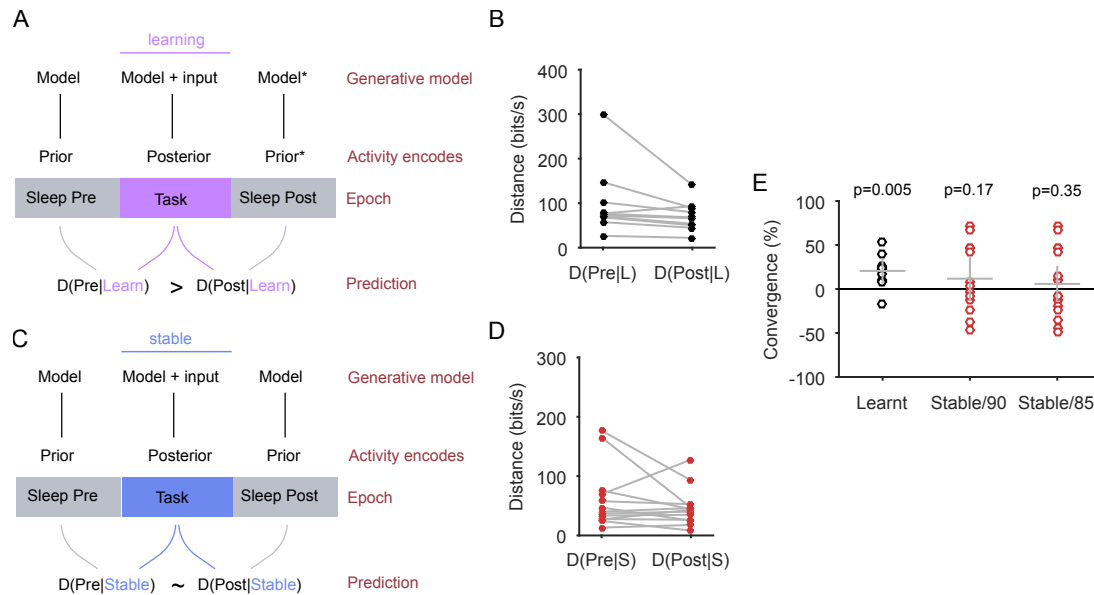 A
learning
Model Model + input Model* Generative model
Prior Posterior Prior* Activity encodes
Sleep Pre Task Sleep Post Epoch
D(Pre|Learn) > D(Post|Learn) Prediction
B
Distance (bits/s)
400
300
200
100
0
D(Pre|L) D(Post|L)
C
stable
Model Model + input Model Generative model
Prior Posterior Prior Activity encodes
Sleep Pre Task Sleep Post Epoch
D(Pre|Stable) ~ D(Post|Stable) Prediction
D
Distance (bits/s)
300
200
100
0
D(Pre|S) D(Post|S)
E
p=0.005 p=0.17 p=0.35
Convergence (%)
100
50
0
-50
-100
Learnt Stable/90 Stable/85